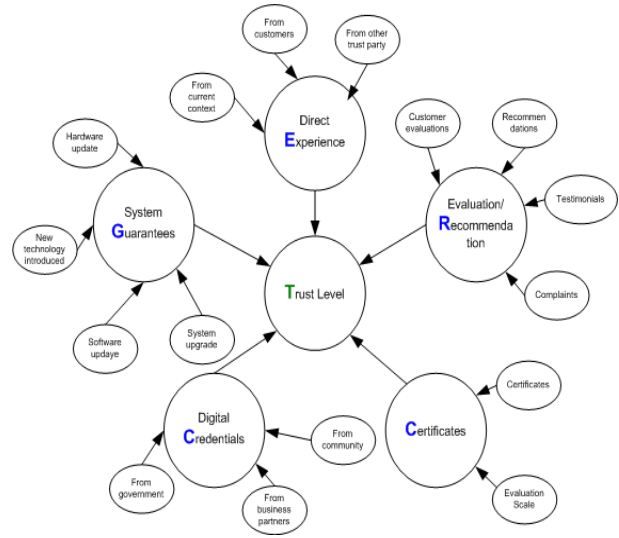 From
customers
From other
trust party
From
current
context
Direct
Experience
Customer
evaluations
Recommen
dations
Hardware
update
System
Guarantees
Evaluation/
Recommenda
tion
Testimonials
New
technology
introduced
Trust Level
Complaints
Software
updaye
System
upgrade
Digital
Credentials
Certificates
Certificates
From
community
From
government
From
business
partners
Evaluation
Scale